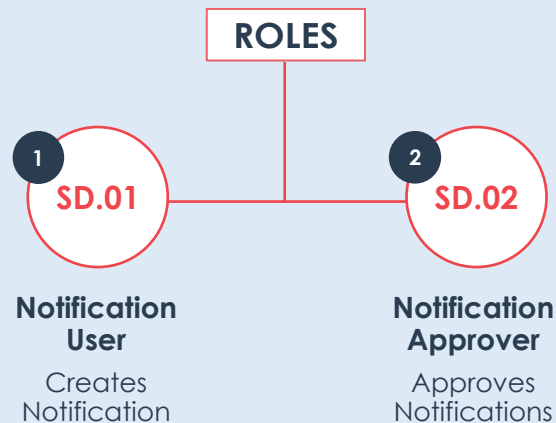 ROLES
1
SD.01
Notification
User
Creates
Notification
2
SD.02
Notification
Approver
Approves
Notifications